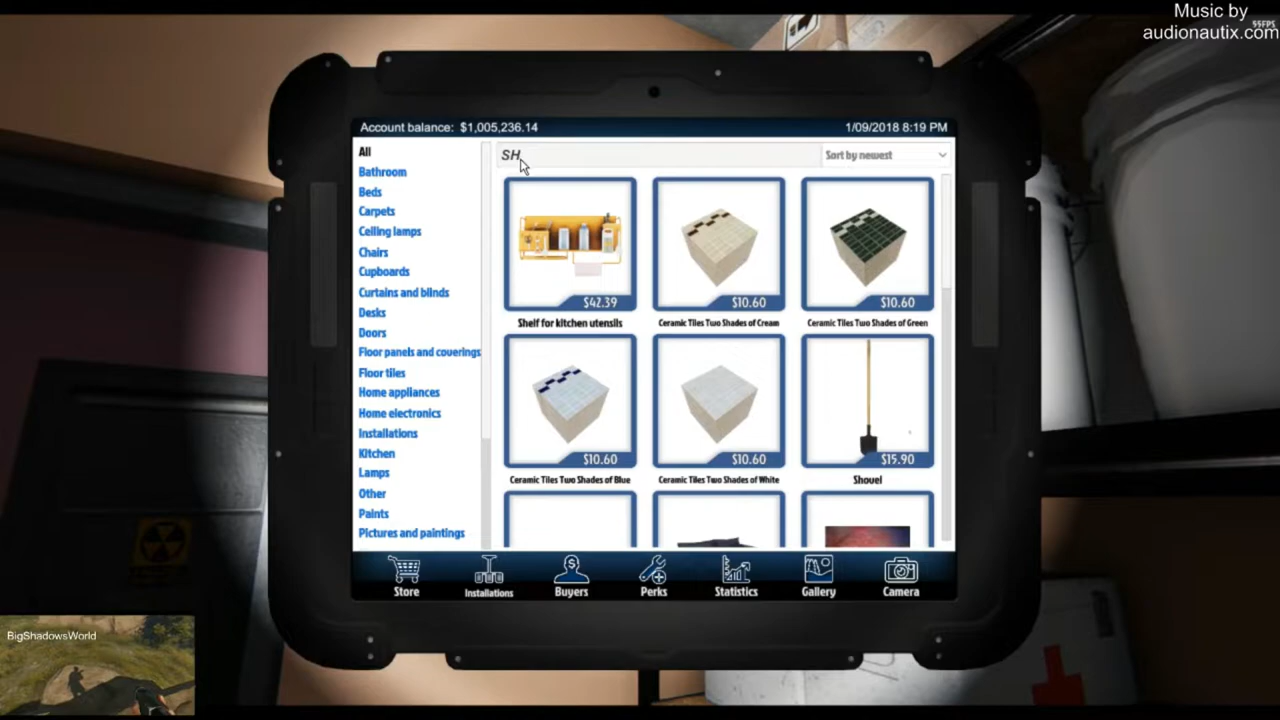 Music by
audionautix.com
55FPS
Account balance: $1,005,236.14
1/09/2018 8:19 PM
All
Bathroom
Beds
Carpets
Ceiling lamps
Chairs
Cupboards
Curtains and blinds
Desks
Doors
Floor panels and coverings
Floor tiles
Home appliances
Home electronics
Installations
Kitchen
Lamps
Other
Paints
Pictures and paintings
SH
Sort by newest
$42.39
$10.60
$10.60
Shelf for kitchen utensils
Ceramic Tiles Two Shades of Cream
Ceramic Tiles Two Shades of Green
$10.60
$10.60
$15.90
Ceramic Tiles Two Shades of Blue
Ceramic Tiles Two Shades of White
Shovel
Store
Installations
Buyers
Perks
Statistics
Gallery
Camera
BigShadowsWorld